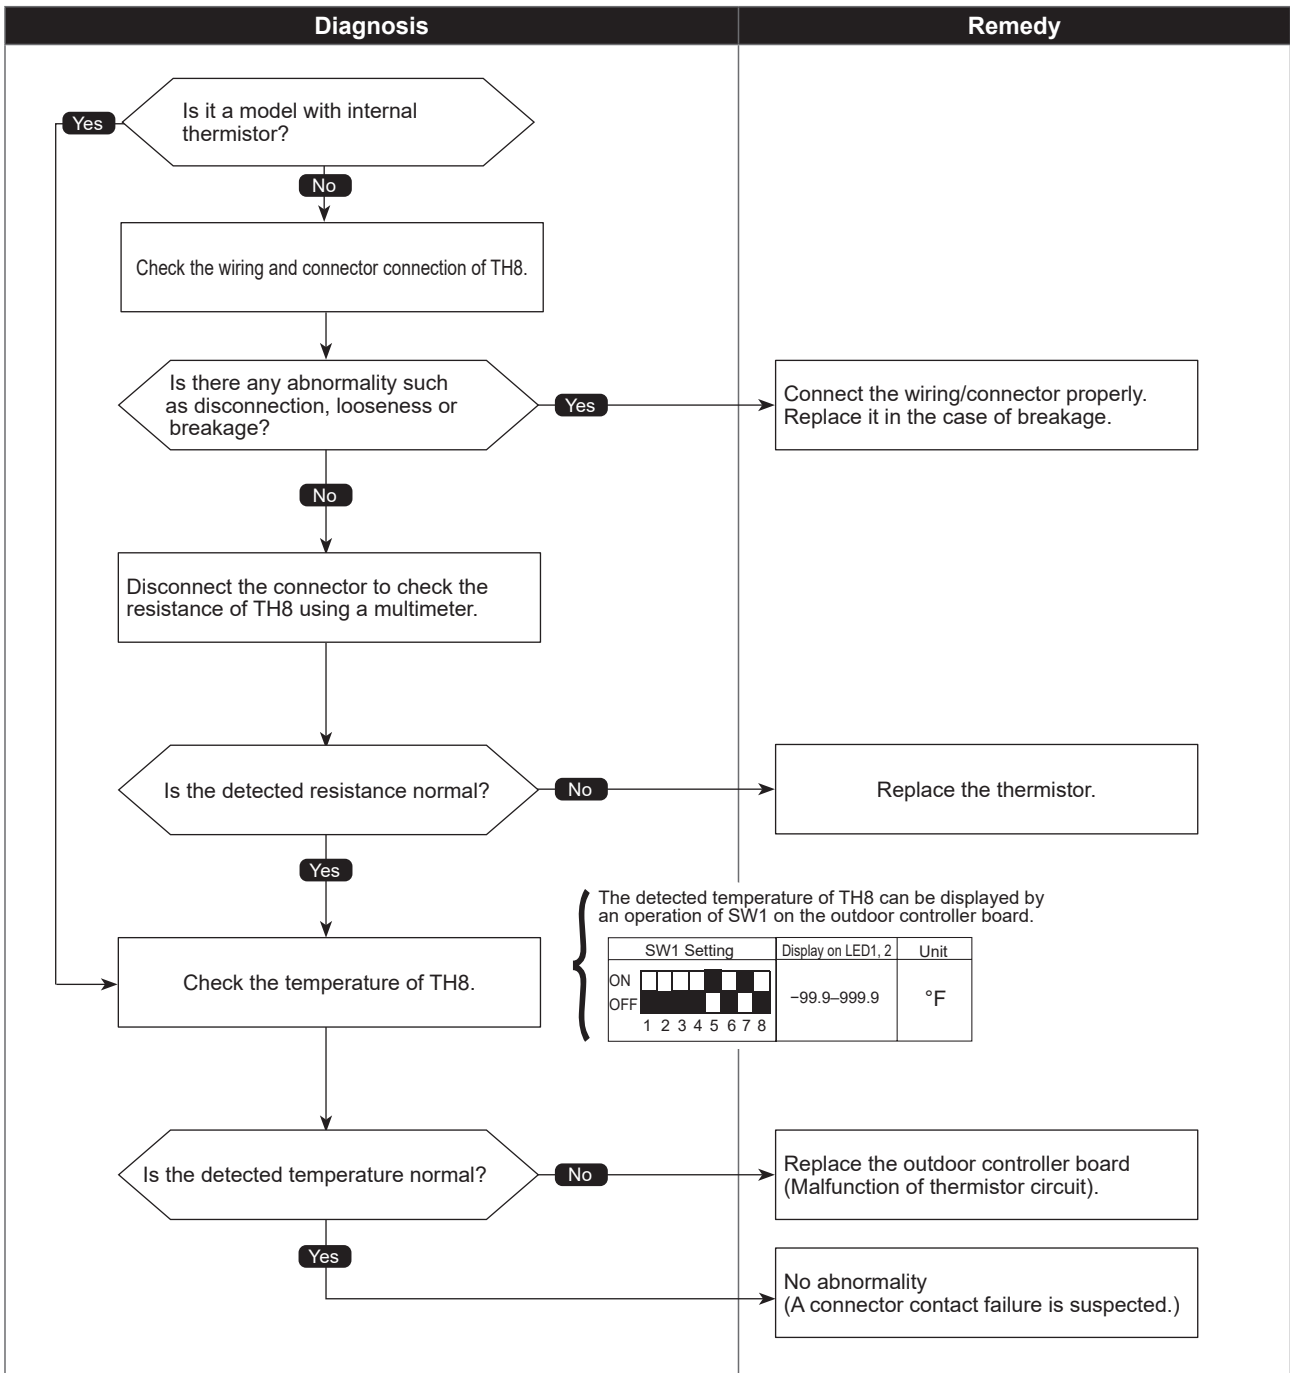 Diagnosis
Remedy
Is it a model with internal
thermistor?
Yes
No
Check the wiring and connector connection of TH8.
Is there any abnormality such
as disconnection, looseness or
breakage?
Yes
Connect the wiring/connector properly.
Replace it in the case of breakage.
No
Disconnect the connector to check the
resistance of TH8 using a multimeter.
Is the detected resistance normal?
No
Replace the thermistor.
Yes
The detected temperature of TH8 can be displayed by
an operation of SW1 on the outdoor controller board.
SW1 Setting
Display on LED1, 2
Unit
ON
OFF
1 2 3 4 5 6 7 8
−99.9–999.9
°F
Check the temperature of TH8.
Is the detected temperature normal?
No
Replace the outdoor controller board
(Malfunction of thermistor circuit).
Yes
No abnormality
(A connector contact failure is suspected.)